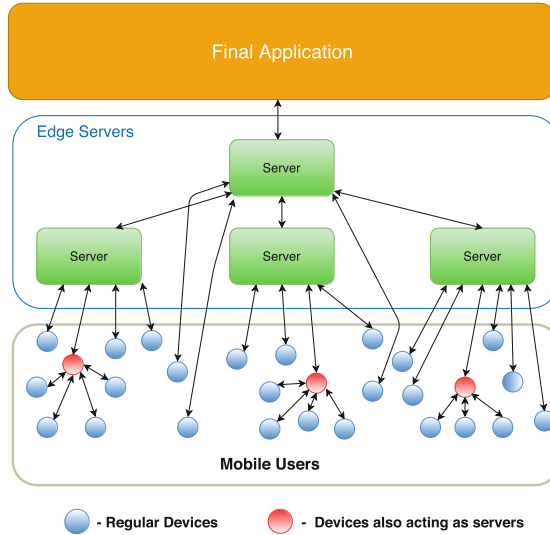 Final Application
Edge Servers
Server
Server
Server
Server
Mobile Users
- Regular Devices
- Devices also acting as servers